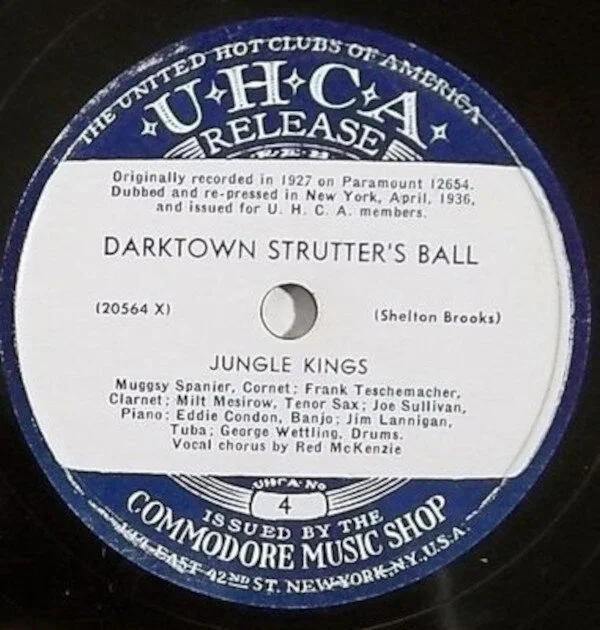 THE UNITED HOT CLUBS OF AMERICA
U·H·C·A·
RELEASE
Originally recorded in 1927 on Paramount 12654.
Dubbed and re-pressed in New York, April, 1936,
and issued for U. H. C. A. members.
DARKTOWN STRUTTER'S BALL
(20564 X)
(Shelton Brooks)
JUNGLE KINGS
Muggsy Spanier, Cornet; Frank Teschemacher,
Clarnet; Milt Mesirow, Tenor Sax; Joe Sullivan,
Piano; Eddie Condon, Banjo; Jim Lannigan,
Tuba; George Wettling, Drums.
Vocal chorus by Red McKenzie
UHCA·No
4
ISSUED BY THE
COMMODORE MUSIC SHOP
EAST 42ND ST. NEW·YORK, N.Y., U.S.A.